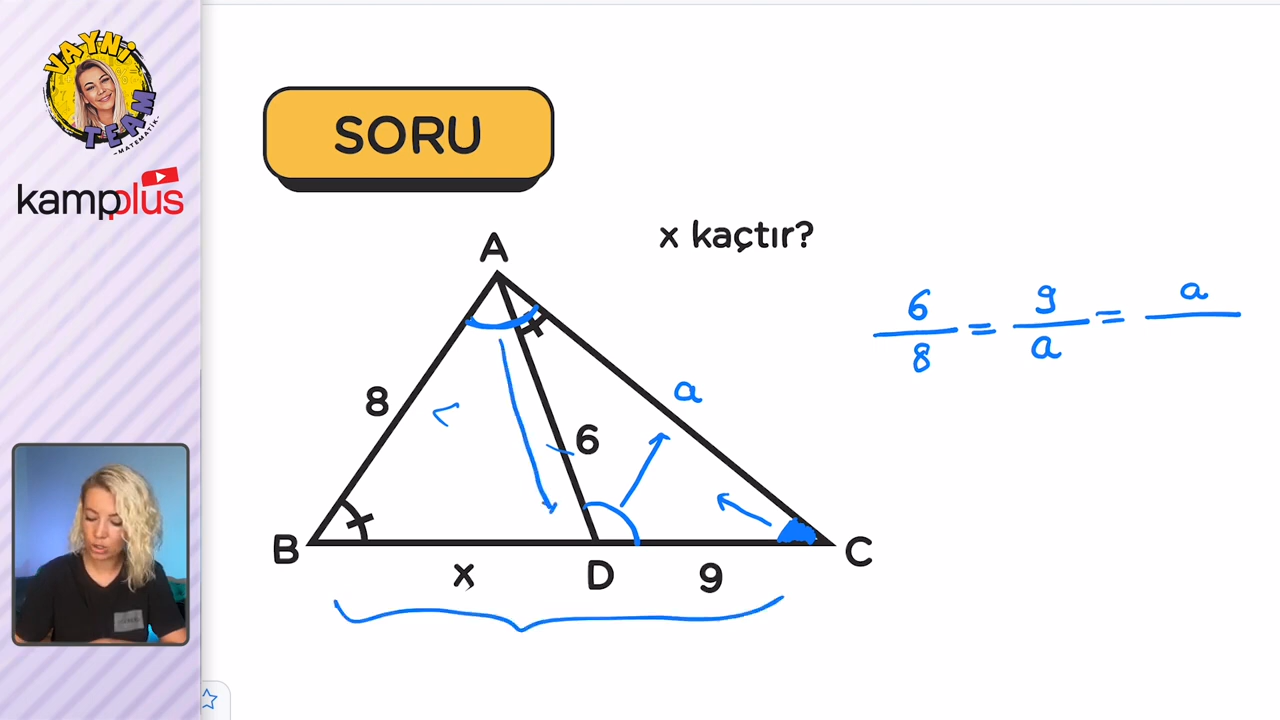 VAYNİ
TEAM
-MATEMATİK-
kampplus
SORU
x kaçtır?
6/8 = 9/a = a/
A
8
a
6
B
x
D
9
C